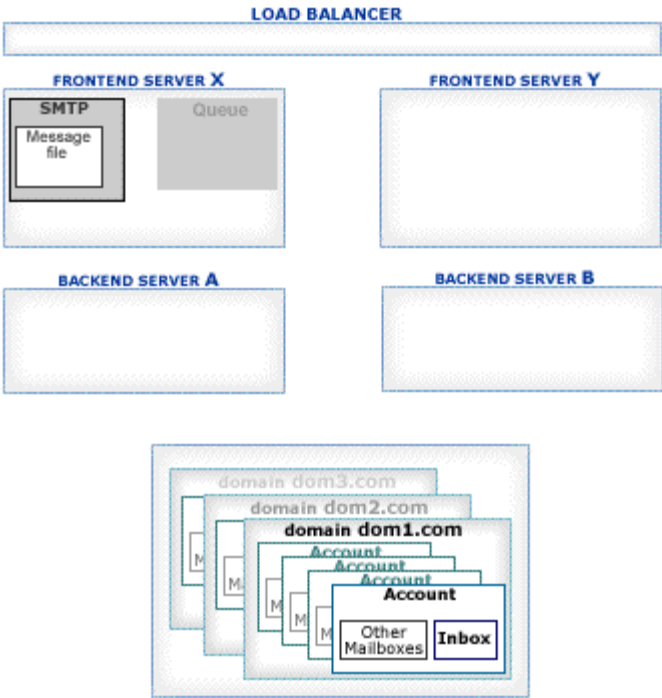 LOAD BALANCER
FRONTEND SERVER X
FRONTEND SERVER Y
SMTP
Queue
Message
file
BACKEND SERVER A
BACKEND SERVER B
domain dom3.com
domain dom2.com
domain dom1.com
Account
Account
Account
Account
M
M
M
M
M
Other
Mailboxes
Inbox